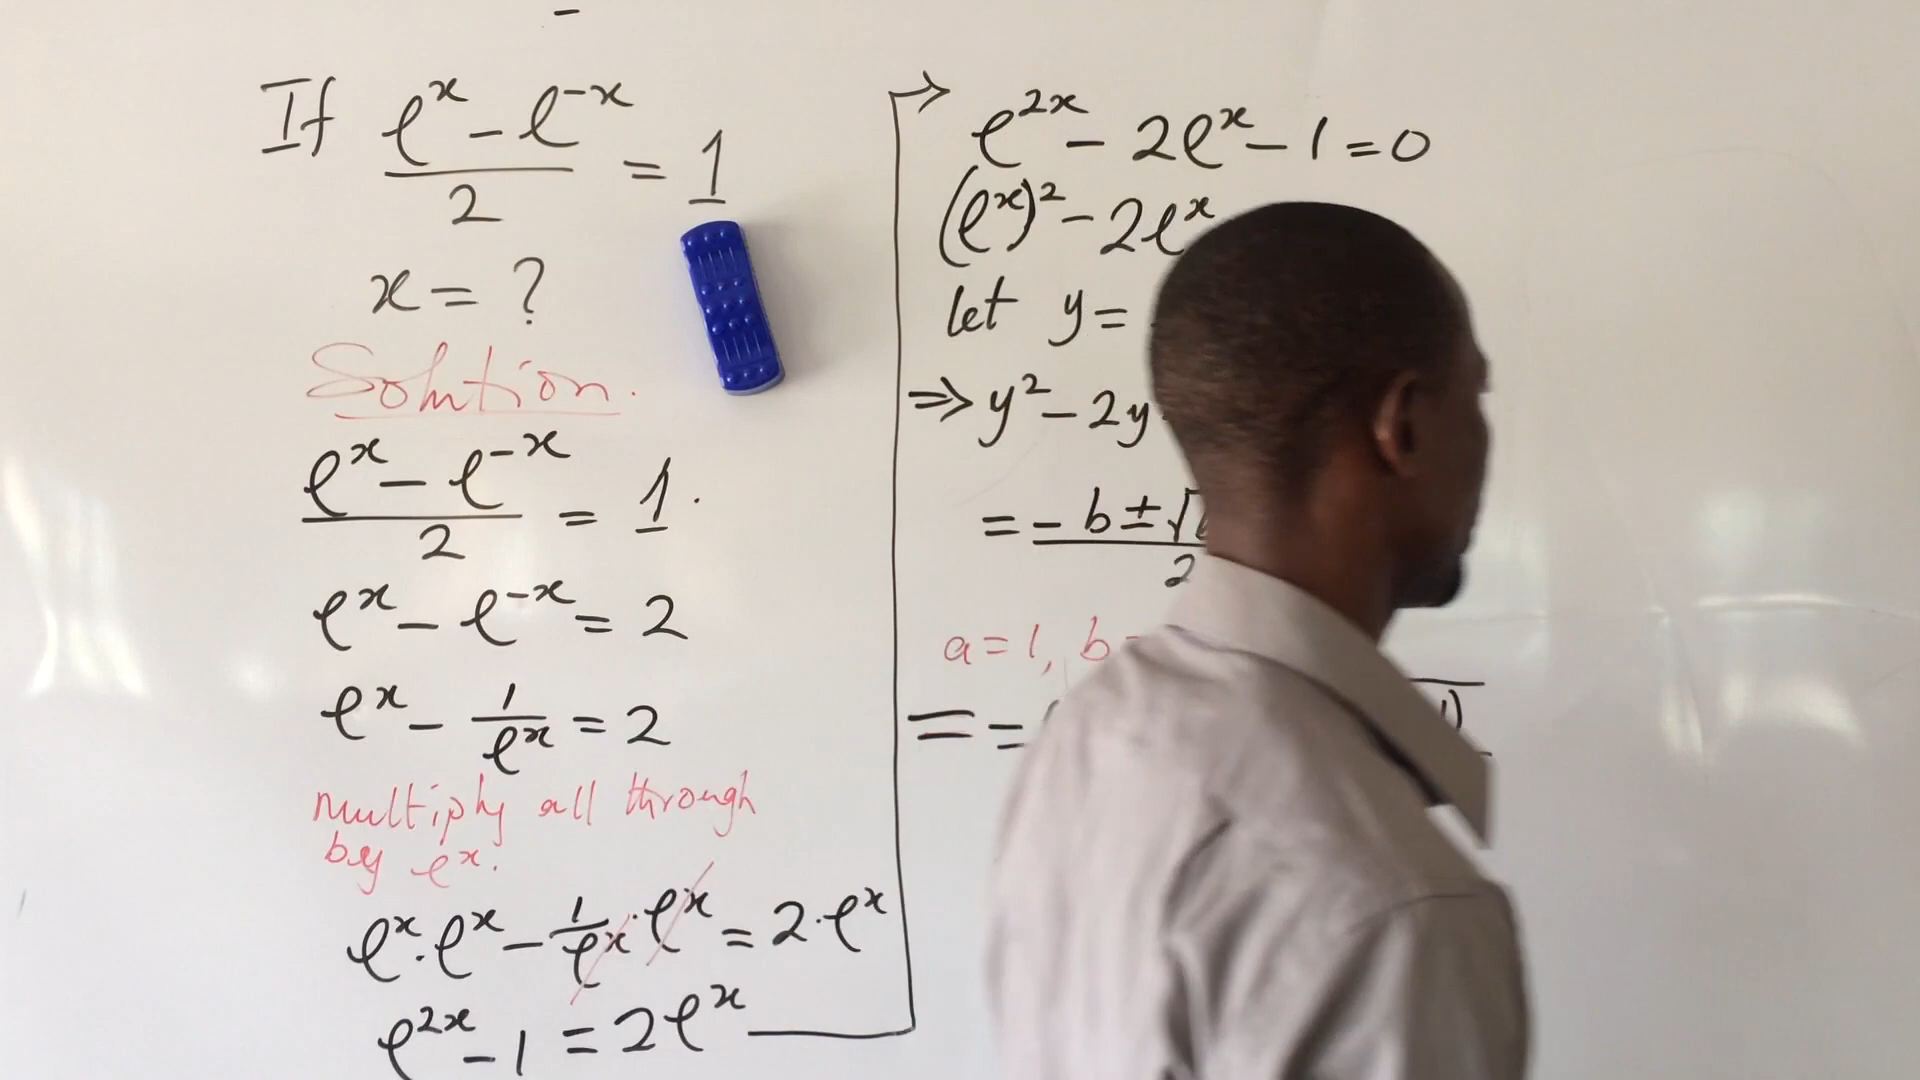 If e^x - e^-x / 2 = 1
x = ?
Solution.
e^x - e^-x / 2 = 1.
e^x - e^-x = 2
e^x - 1/e^x = 2
multiply all through
by e^x.
e^x . e^x - 1/e^x . e^x = 2 . e^x
e^2x - 1 = 2e^x
→ e^2x - 2e^x - 1 = 0
(e^x)^2 - 2e^x
let y =
⇒ y^2 - 2y
= - b ± √ / 2
a = 1, b
= -